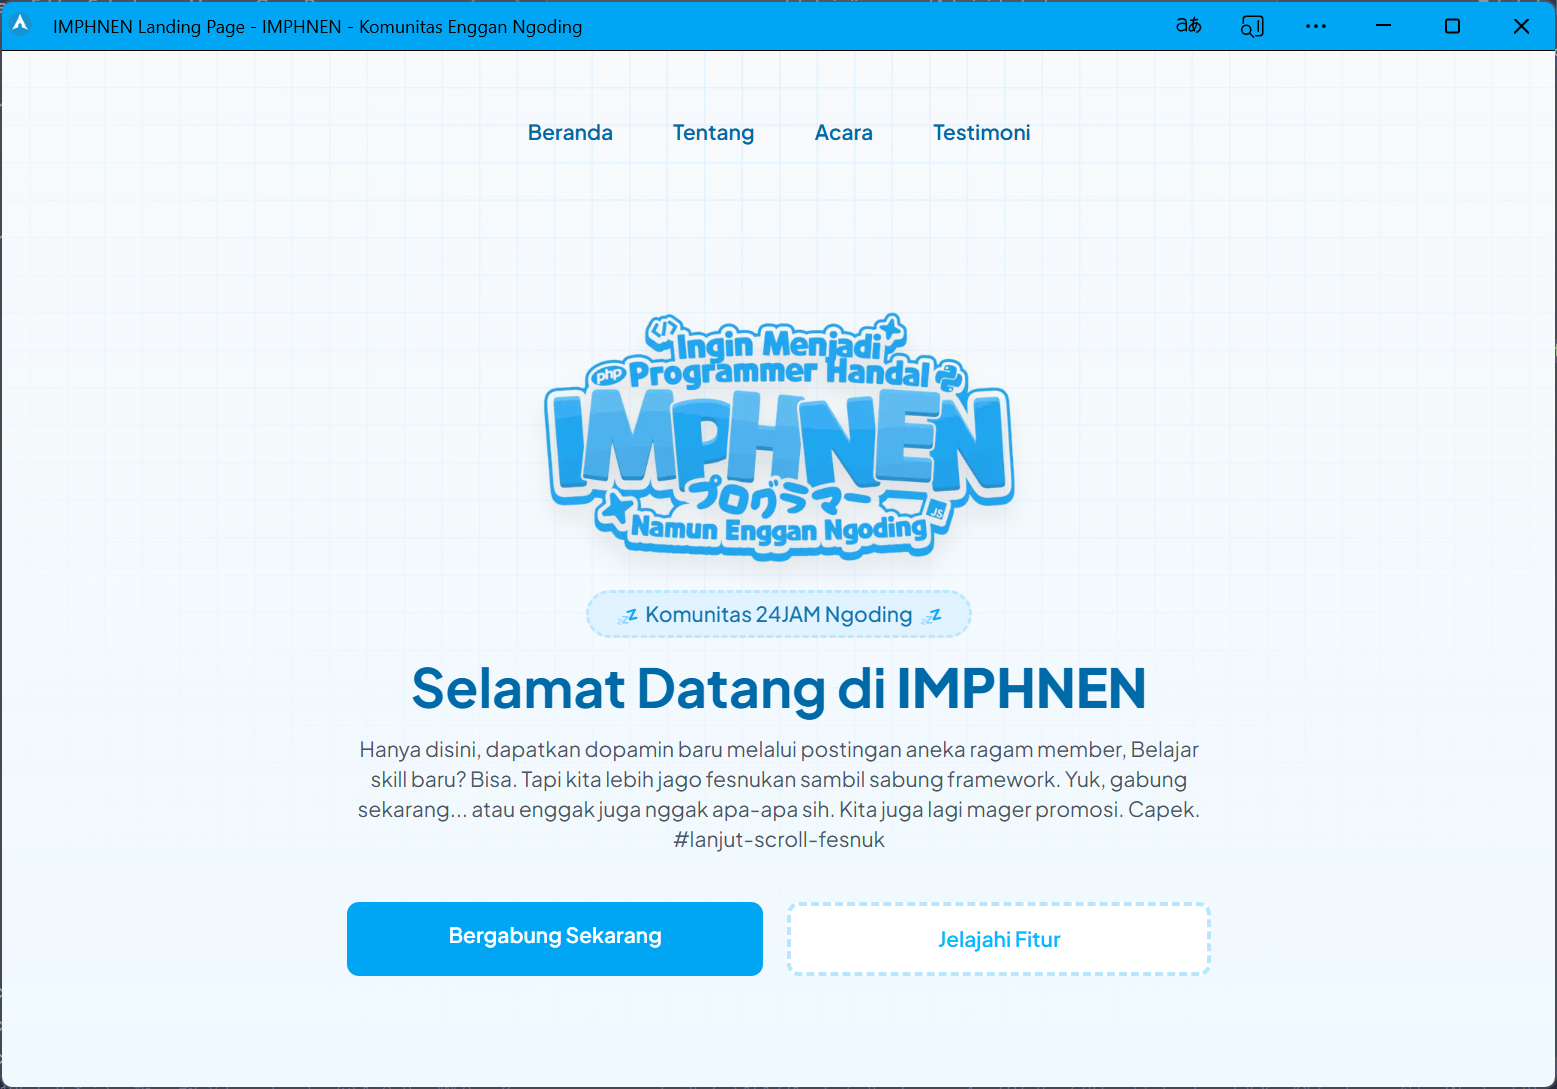 IMPHNEN Landing Page - IMPHNEN - Komunitas Enggan Ngoding
aあ
Beranda Tentang Acara Testimoni
</>
Ingin Menjadi
php Programmer Handal
IMPHNEN
プログラマー
JS
Namun Enggan Ngoding
💤 Komunitas 24JAM Ngoding 💤
Selamat Datang di IMPHNEN
Hanya disini, dapatkan dopamin baru melalui postingan aneka ragam member, Belajar
skill baru? Bisa. Tapi kita lebih jago fesnukan sambil sabung framework. Yuk, gabung
sekarang... atau enggak juga nggak apa-apa sih. Kita juga lagi mager promosi. Capek.
#lanjut-scroll-fesnuk
Bergabung Sekarang
Jelajahi Fitur